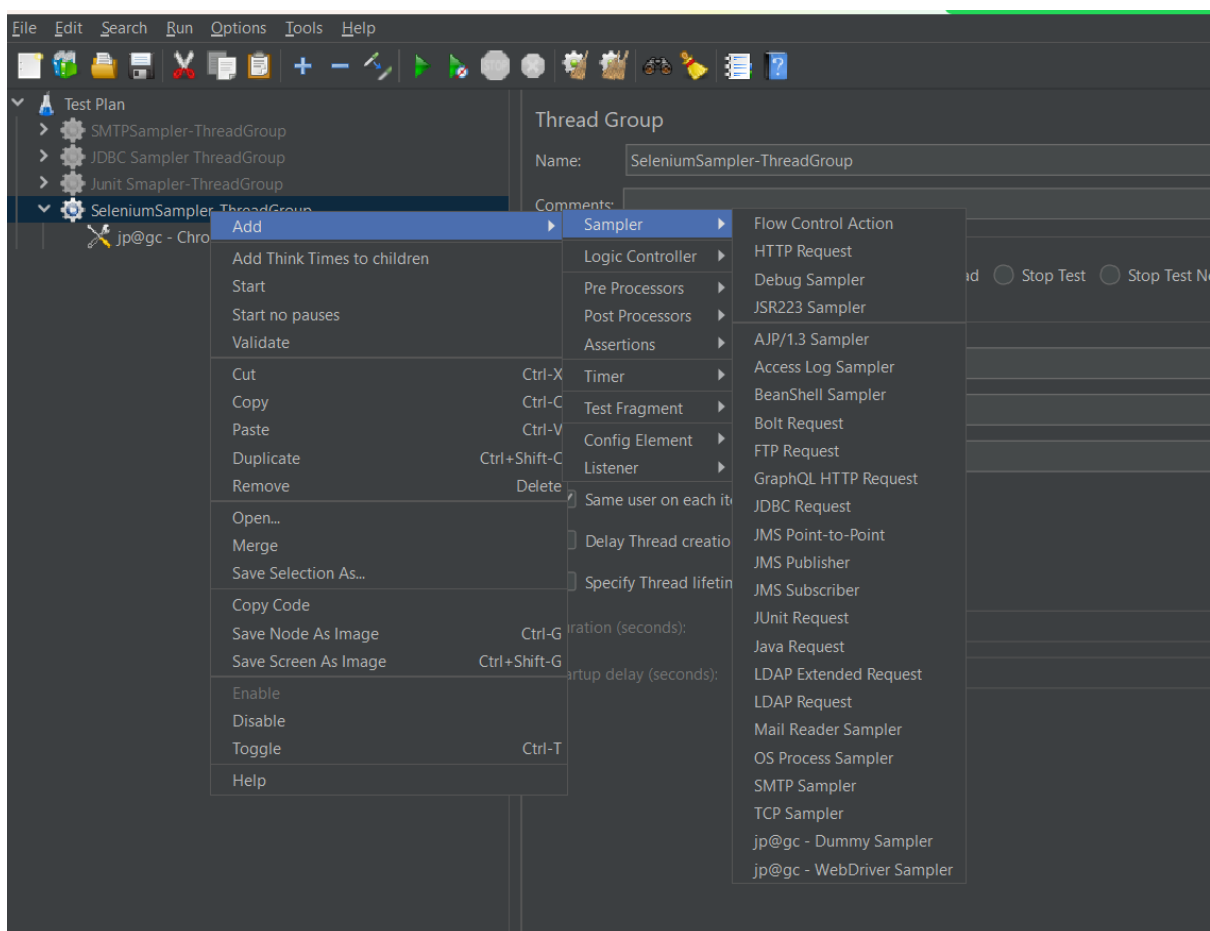 File Edit Search Run Options Tools Help
STOP
Test Plan
SMTPSampler-ThreadGroup
JDBC Sampler ThreadGroup
Junit Smapler-ThreadGroup
SeleniumSampler-ThreadGroup
jp@gc - Chro
Thread Group
Name: SeleniumSampler-ThreadGroup
Comments:
ad Stop Test Stop Test N
Same user on each it
Delay Thread creatio
Specify Thread lifetin
ration (seconds):
artup delay (seconds):
Add
Add Think Times to children
Start
Start no pauses
Validate
Cut Ctrl-X
Copy Ctrl-C
Paste Ctrl-V
Duplicate Ctrl+Shift-C
Remove Delete
Open...
Merge
Save Selection As...
Copy Code
Save Node As Image Ctrl-G
Save Screen As Image Ctrl+Shift-G
Enable
Disable
Toggle Ctrl-T
Help
Sampler
Logic Controller
Pre Processors
Post Processors
Assertions
Timer
Test Fragment
Config Element
Listener
Flow Control Action
HTTP Request
Debug Sampler
JSR223 Sampler
AJP/1.3 Sampler
Access Log Sampler
BeanShell Sampler
Bolt Request
FTP Request
GraphQL HTTP Request
JDBC Request
JMS Point-to-Point
JMS Publisher
JMS Subscriber
JUnit Request
Java Request
LDAP Extended Request
LDAP Request
Mail Reader Sampler
OS Process Sampler
SMTP Sampler
TCP Sampler
jp@gc - Dummy Sampler
jp@gc - WebDriver Sampler